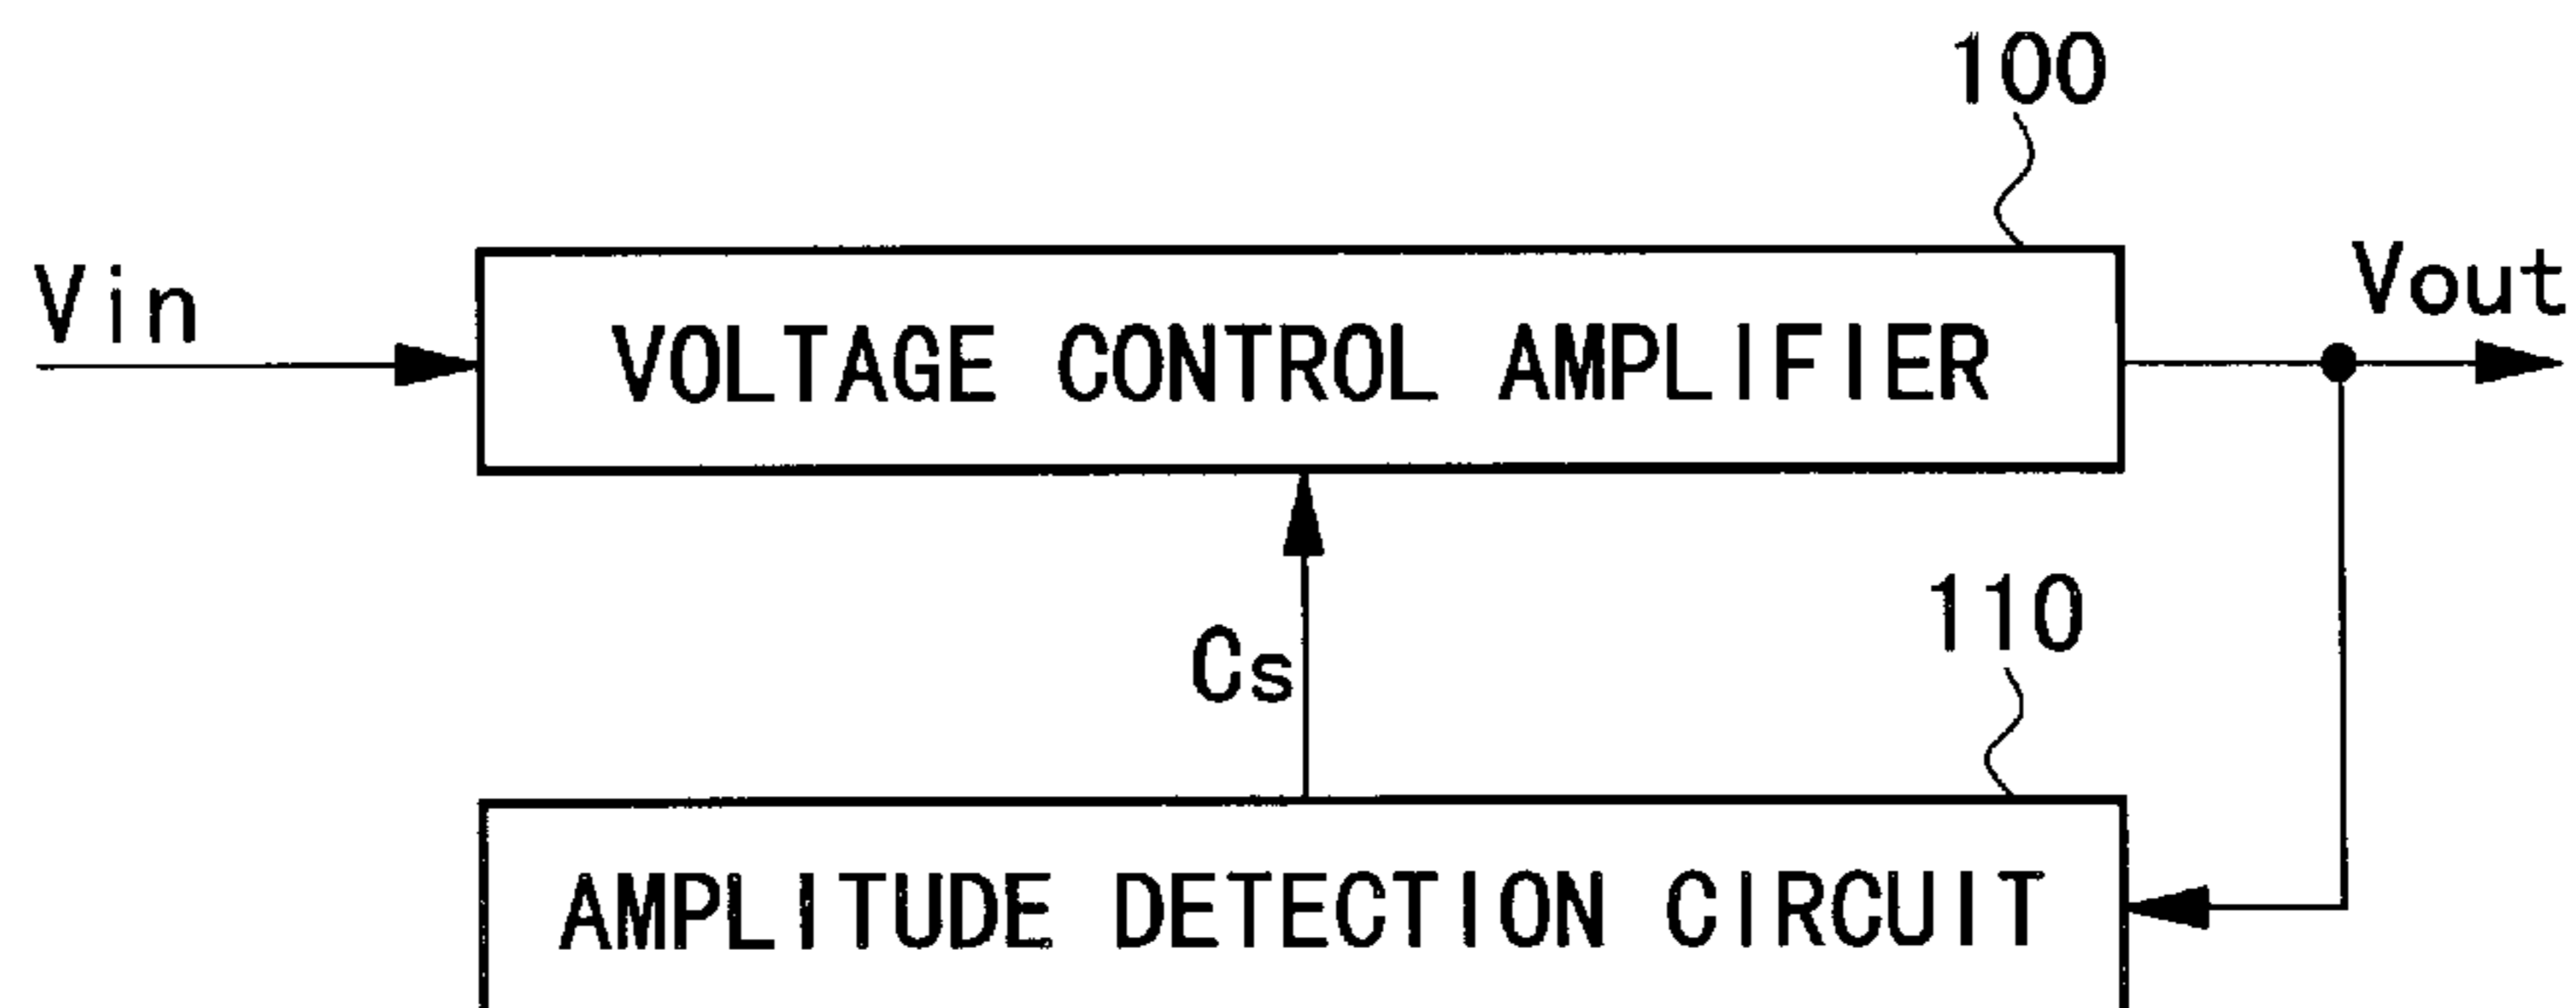 100
Vin
Vout
VOLTAGE CONTROL AMPLIFIER
110
Cs
AMPLITUDE DETECTION CIRCUIT